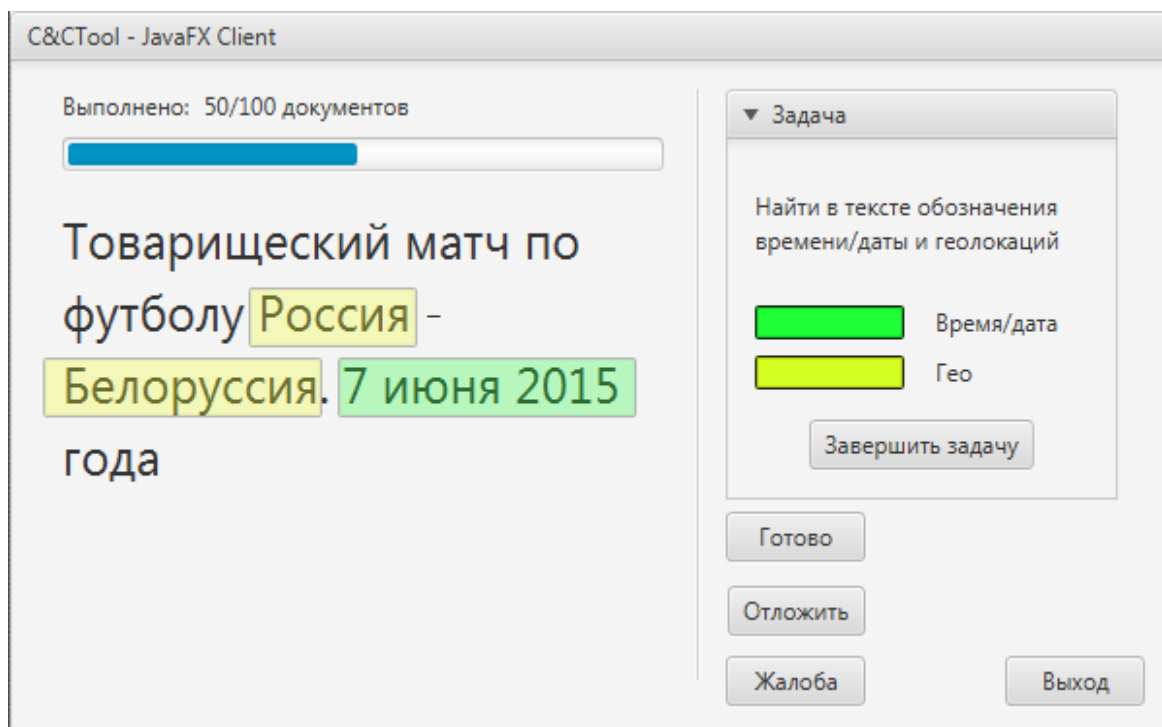 C&CTool - JavaFX Client
Выполнено: 50/100 документов
Товарищеский матч по
футболу Россия -
Белоруссия. 7 июня 2015
года
Задача
Найти в тексте обозначения
времени/даты и геолокаций
Время/дата
Гео
Завершить задачу
Готово
Отложить
Жалоба
Выход